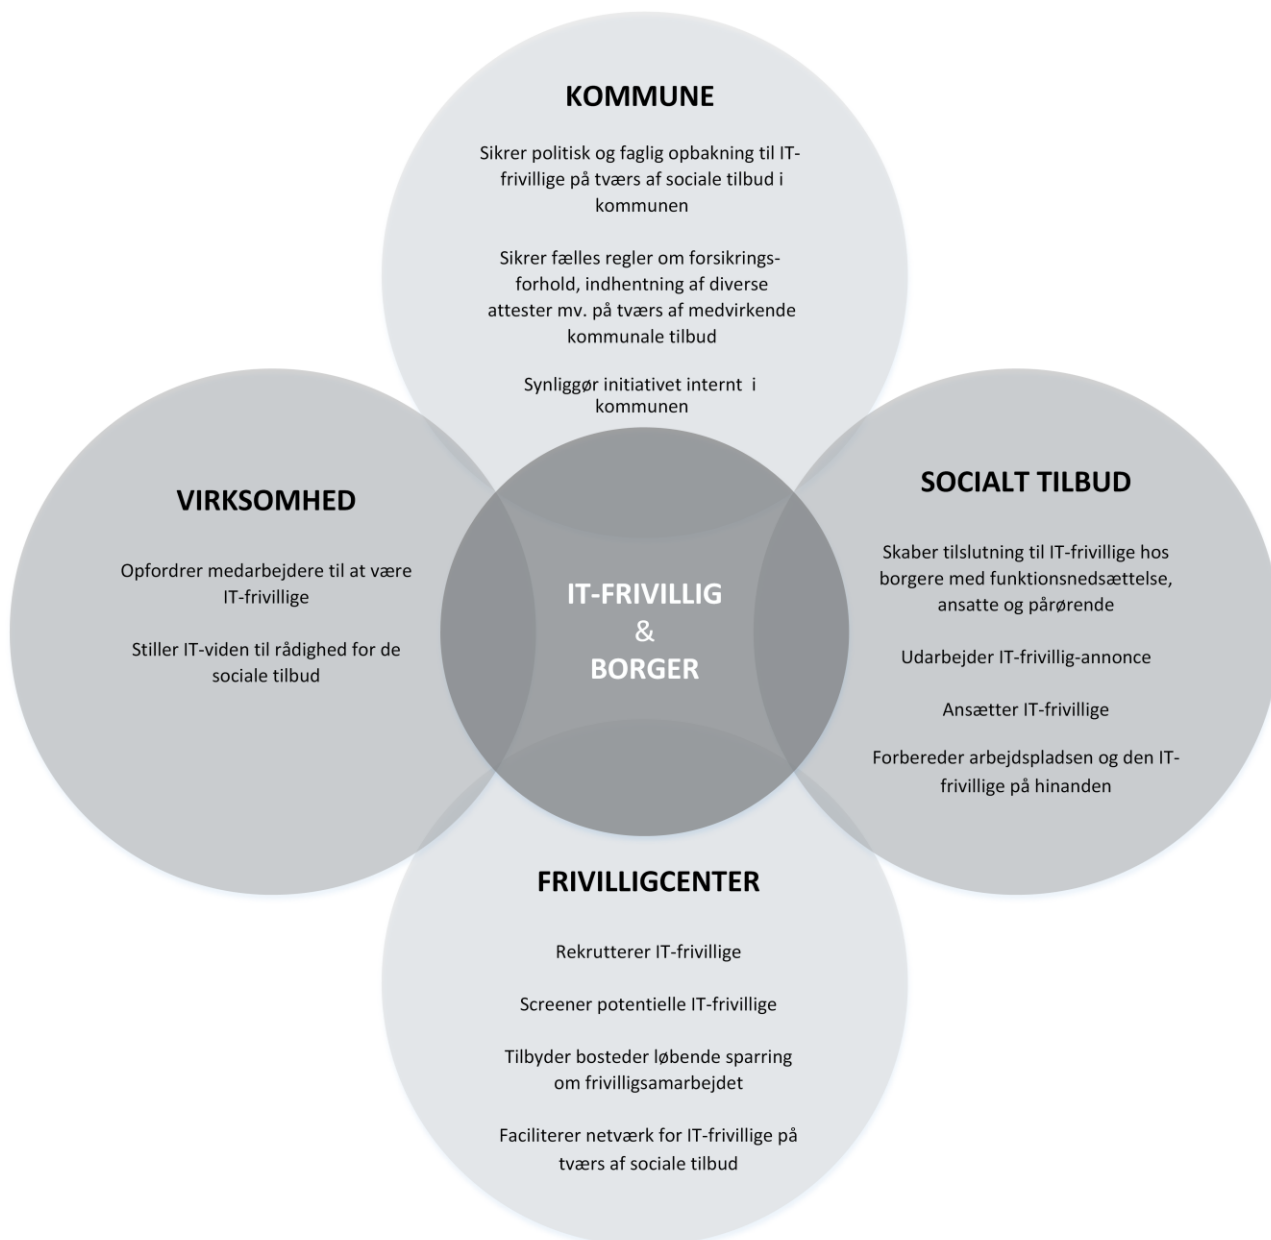 KOMMUNE
Sikrer politisk og faglig opbakning til IT-
frivillige på tværs af sociale tilbud i
kommunen
Sikrer fælles regler om forsikrings-
forhold, indhentning af diverse
attester mv. på tværs af medvirkende
kommunale tilbud
Synliggør initiativet internt i
kommunen
VIRKSOMHED
Opfordrer medarbejdere til at være
IT-frivillige
Stiller IT-viden til rådighed for de
sociale tilbud
IT-FRIVILLIG
&
BORGER
SOCIALT TILBUD
Skaber tilslutning til IT-frivillige hos
borgere med funktionsnedsættelse,
ansatte og pårørende
Udarbejder IT-frivillig-annonce
Ansætter IT-frivillige
Forbereder arbejdspladsen og den IT-
frivillige på hinanden
FRIVILLIGCENTER
Rekrutterer IT-frivillige
Screener potentielle IT-frivillige
Tilbyder bosteder løbende sparring
om frivilligsamarbejdet
Faciliterer netværk for IT-frivillige på
tværs af sociale tilbud